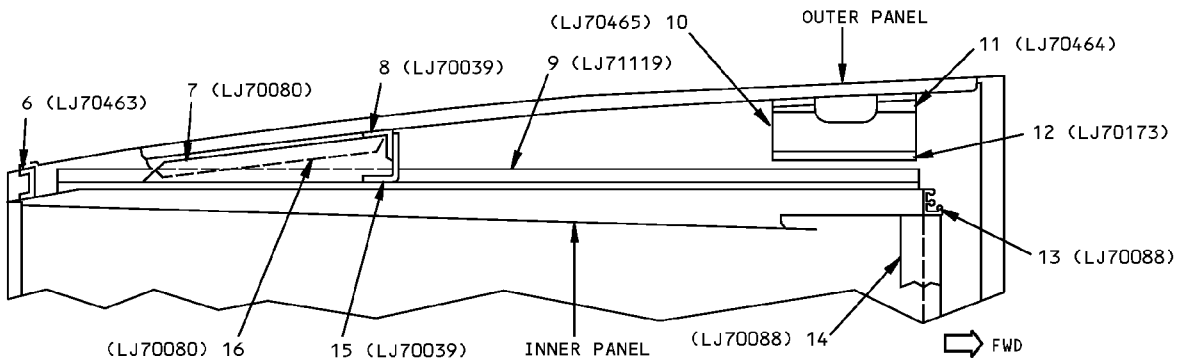 OUTER PANEL
(LJ70465) 10
11 (LJ70464)
9 (LJ71119)
8 (LJ70039)
7 (LJ70080)
6 (LJ70463)
12 (LJ70173)
13 (LJ70088)
(LJ70080) 16
15 (LJ70039)
INNER PANEL
(LJ70088) 14
FWD